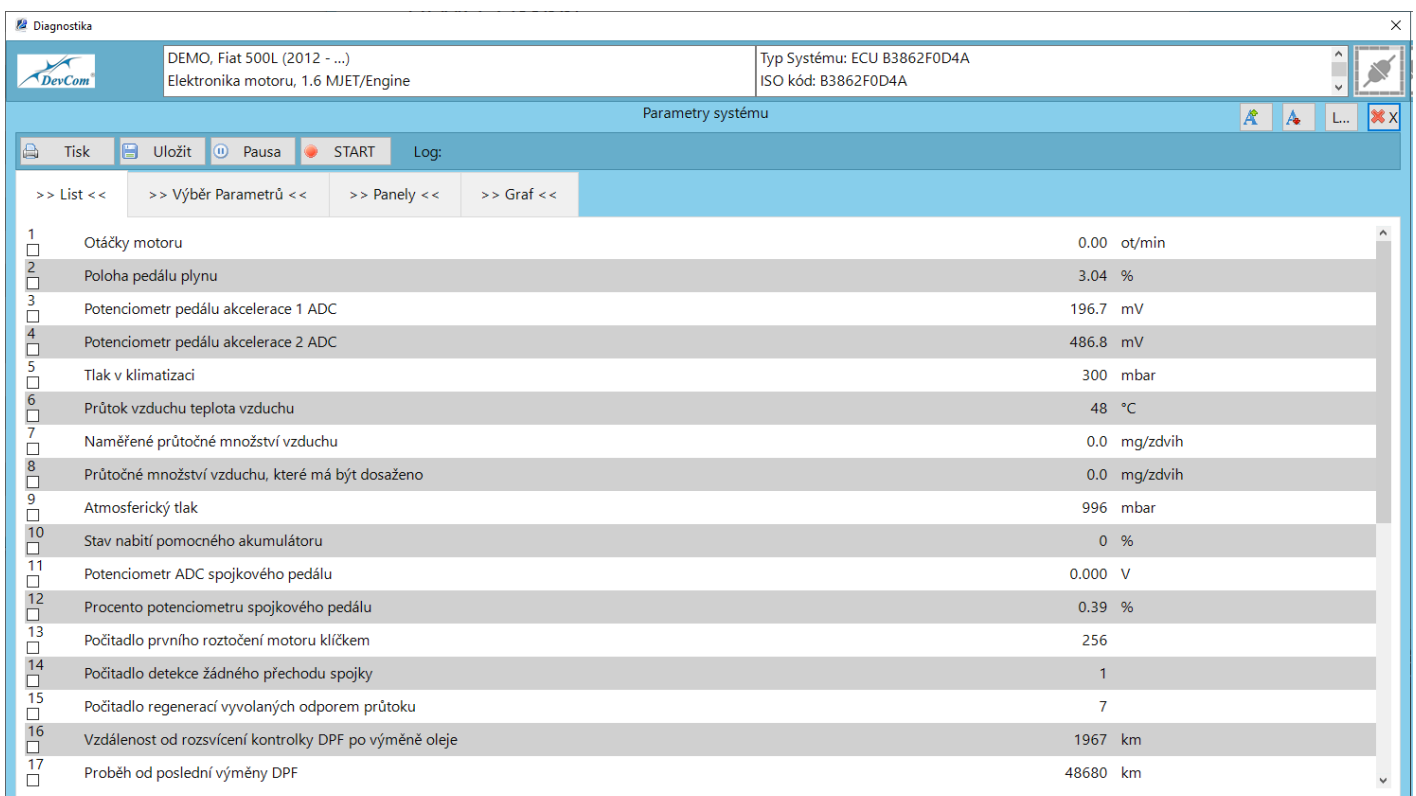 Diagnostika
DevCom
DEMO, Fiat 500L (2012 - ...)
Elektronika motoru, 1.6 MJET/Engine
Typ Systému: ECU B3862F0D4A
ISO kód: B3862F0D4A
Parametry systému
L... X
Tisk Uložit Pausa START Log:
>> List << >> Výběr Parametrů << >> Panely << >> Graf <<
1 Otáčky motoru 0.00 ot/min
2 Poloha pedálu plynu 3.04 %
3 Potenciometr pedálu akcelerace 1 ADC 196.7 mV
4 Potenciometr pedálu akcelerace 2 ADC 486.8 mV
5 Tlak v klimatizaci 300 mbar
6 Průtok vzduchu teplota vzduchu 48 °C
7 Naměřené průtočné množství vzduchu 0.0 mg/zdvih
8 Průtočné množství vzduchu, které má být dosaženo 0.0 mg/zdvih
9 Atmosferický tlak 996 mbar
10 Stav nabití pomocného akumulátoru 0 %
11 Potenciometr ADC spojkového pedálu 0.000 V
12 Procento potenciometru spojkového pedálu 0.39 %
13 Počitadlo prvního roztočení motoru klíčkem 256
14 Počitadlo detekce žádného přechodu spojky 1
15 Počitadlo regenerací vyvolaných odporem průtoku 7
16 Vzdálenost od rozsvícení kontrolky DPF po výměně oleje 1967 km
17 Proběh od poslední výměny DPF 48680 km